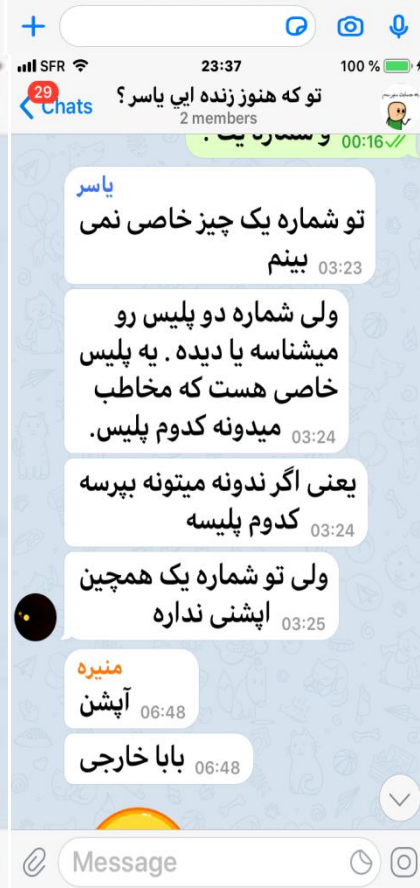 SFR 23:37 100 %
29
Chats
تو که هنوز زنده ایی یاسر؟
2 members
و شماره یک . 00:16
یاسر
تو شماره یک چیز خاصی نمی
بینم 03:23
ولی شماره دو پلیس رو
میشناسه یا دیده . یه پلیس
خاصی هست که مخاطب
میدونه کدوم پلیس. 03:24
یعنی اگر ندونه میتونه بپرسه
کدوم پلیسه 03:24
ولی تو شماره یک همچین
اپشنی نداره 03:25
منیره
آپشن 06:48
بابا خارجی 06:48
Message